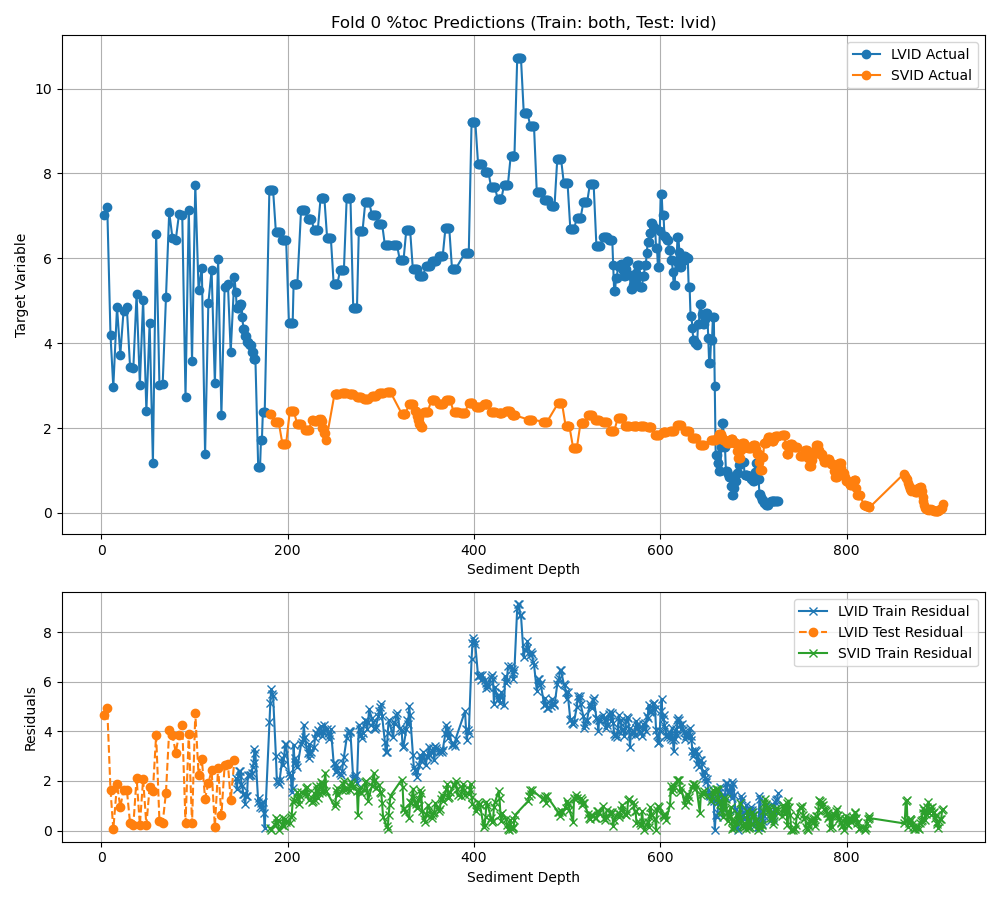 Fold 0 %toc Predictions (Train: both, Test: lvid)
LVID Actual
SVID Actual
Target Variable
10
8
6
4
2
0
0 200 400 600 800
Sediment Depth
LVID Train Residual
LVID Test Residual
SVID Train Residual
Residuals
8
6
4
2
0
0 200 400 600 800
Sediment Depth